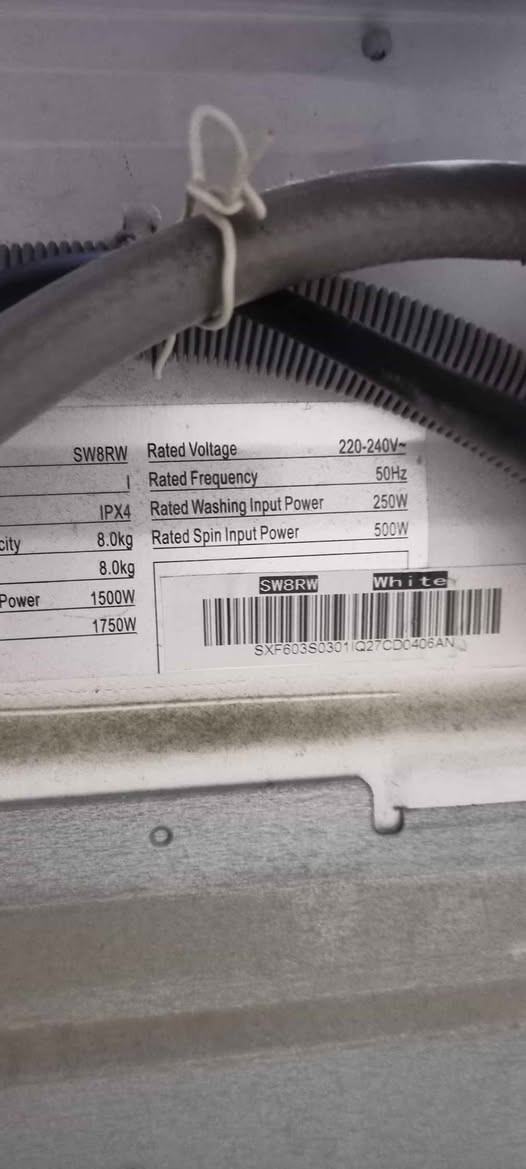 SW8RW Rated Voltage 220-240V~
I Rated Frequency 50Hz
IPX4 Rated Washing Input Power 250W
city 8.0kg Rated Spin Input Power 500W
8.0kg
Power 1500W
1750W
SW8RW White
SXF603S0301IQ27CD0406AN